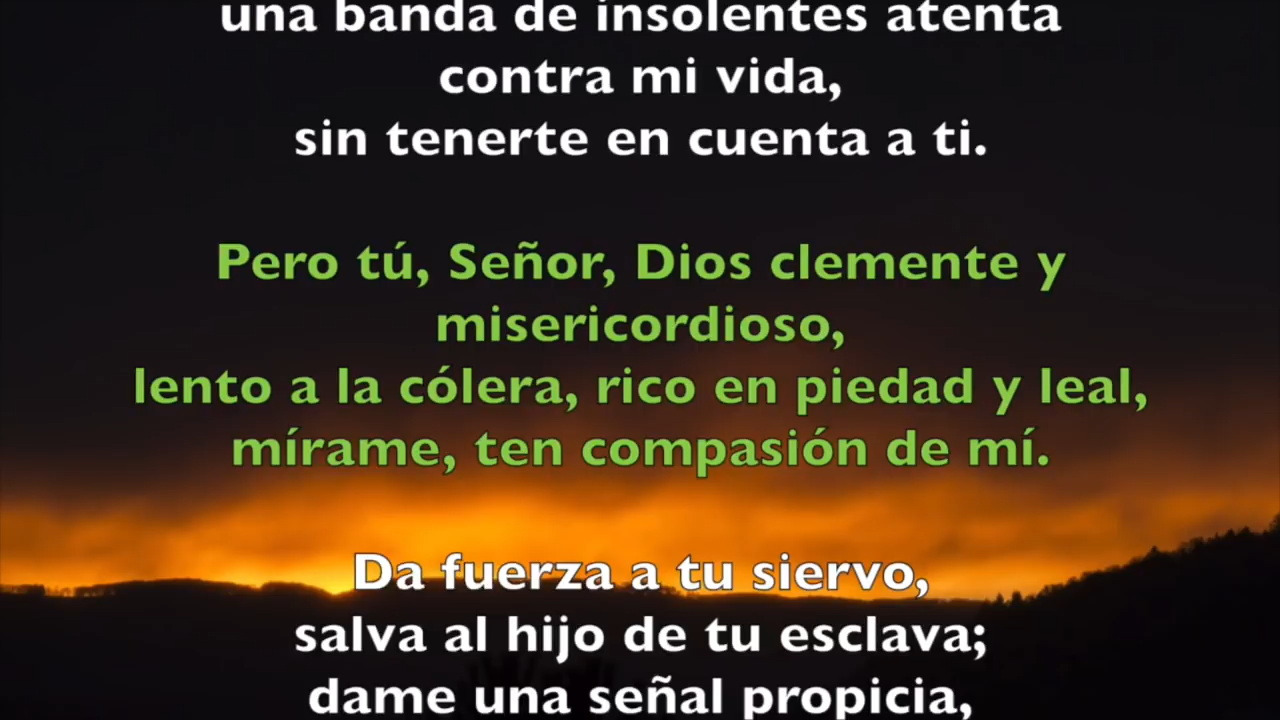 una banda de insolentes atenta
contra mi vida,
sin tenerte en cuenta a ti.
Pero tú, Señor, Dios clemente y
misericordioso,
lento a la cólera, rico en piedad y leal,
mírame, ten compasión de mí.
Da fuerza a tu siervo,
salva al hijo de tu esclava;
dame una señal propicia,